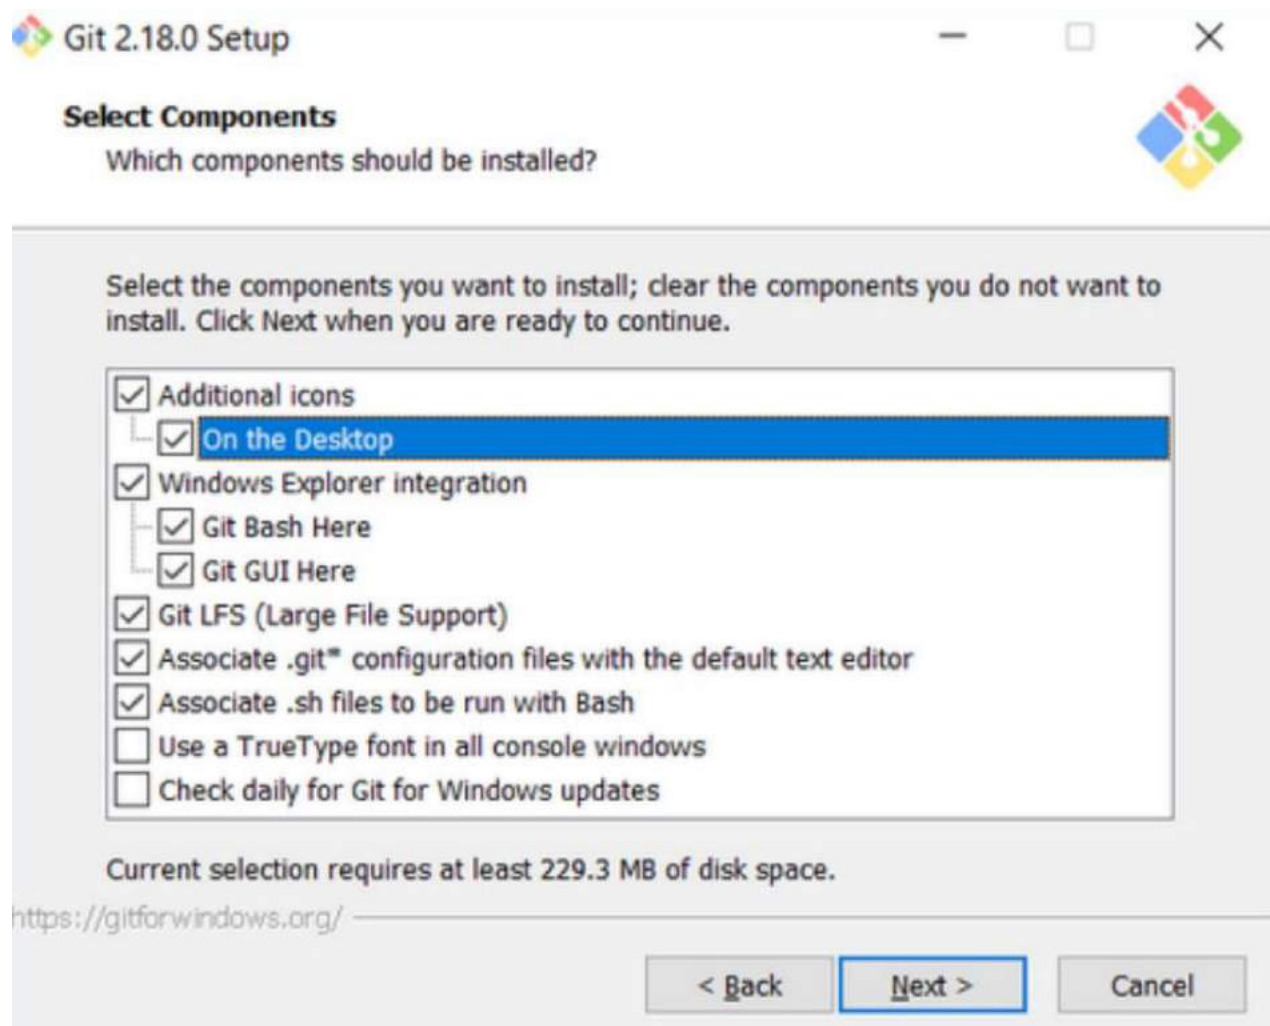 Git 2.18.0 Setup
Select Components
Which components should be installed?
Select the components you want to install; clear the components you do not want to
install. Click Next when you are ready to continue.
Additional icons
On the Desktop
Windows Explorer integration
Git Bash Here
Git GUI Here
Git LFS (Large File Support)
Associate .git* configuration files with the default text editor
Associate .sh files to be run with Bash
Use a TrueType font in all console windows
Check daily for Git for Windows updates
Current selection requires at least 229.3 MB of disk space.
https://gitforwindows.org/
< Back Next > Cancel